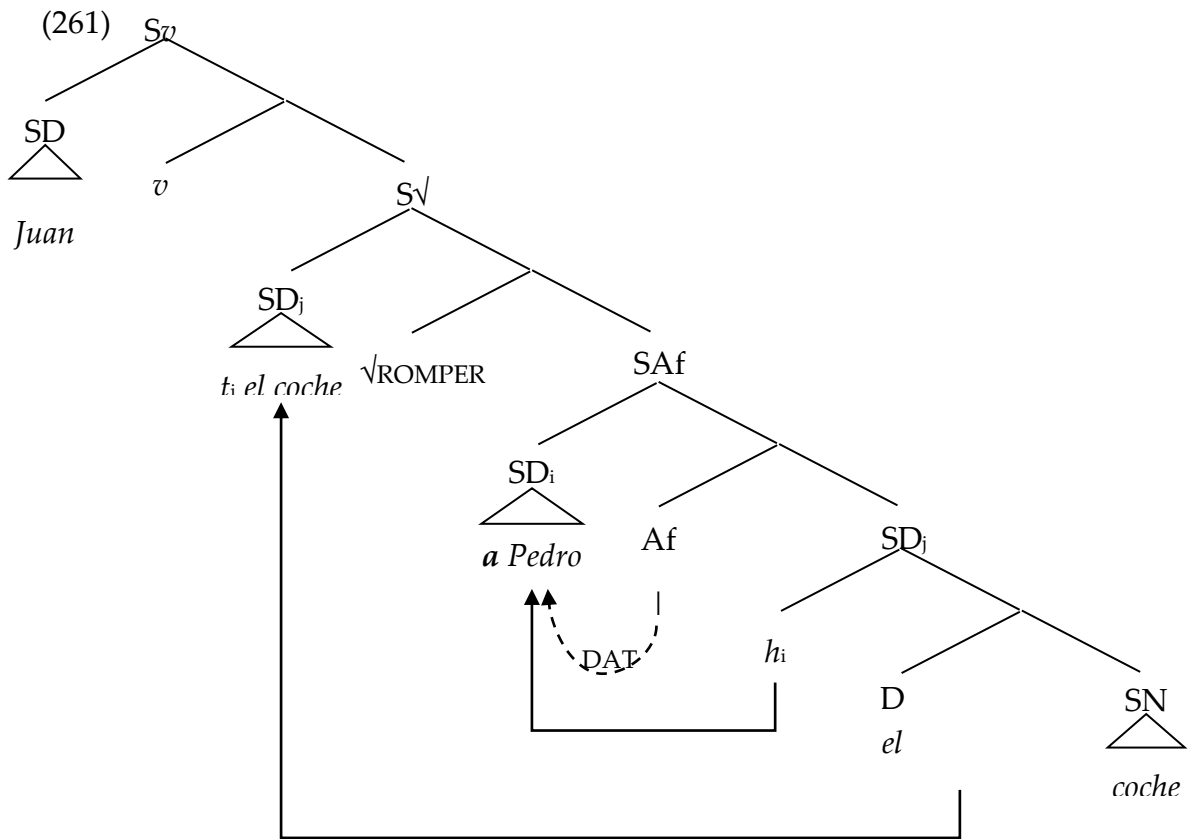 (261) Sv
SD
v
S√
Juan
SDj
√ROMPER
SAf
ti el coche
SDi
Af
SDj
a Pedro
DAT
hi
D
SN
el
coche